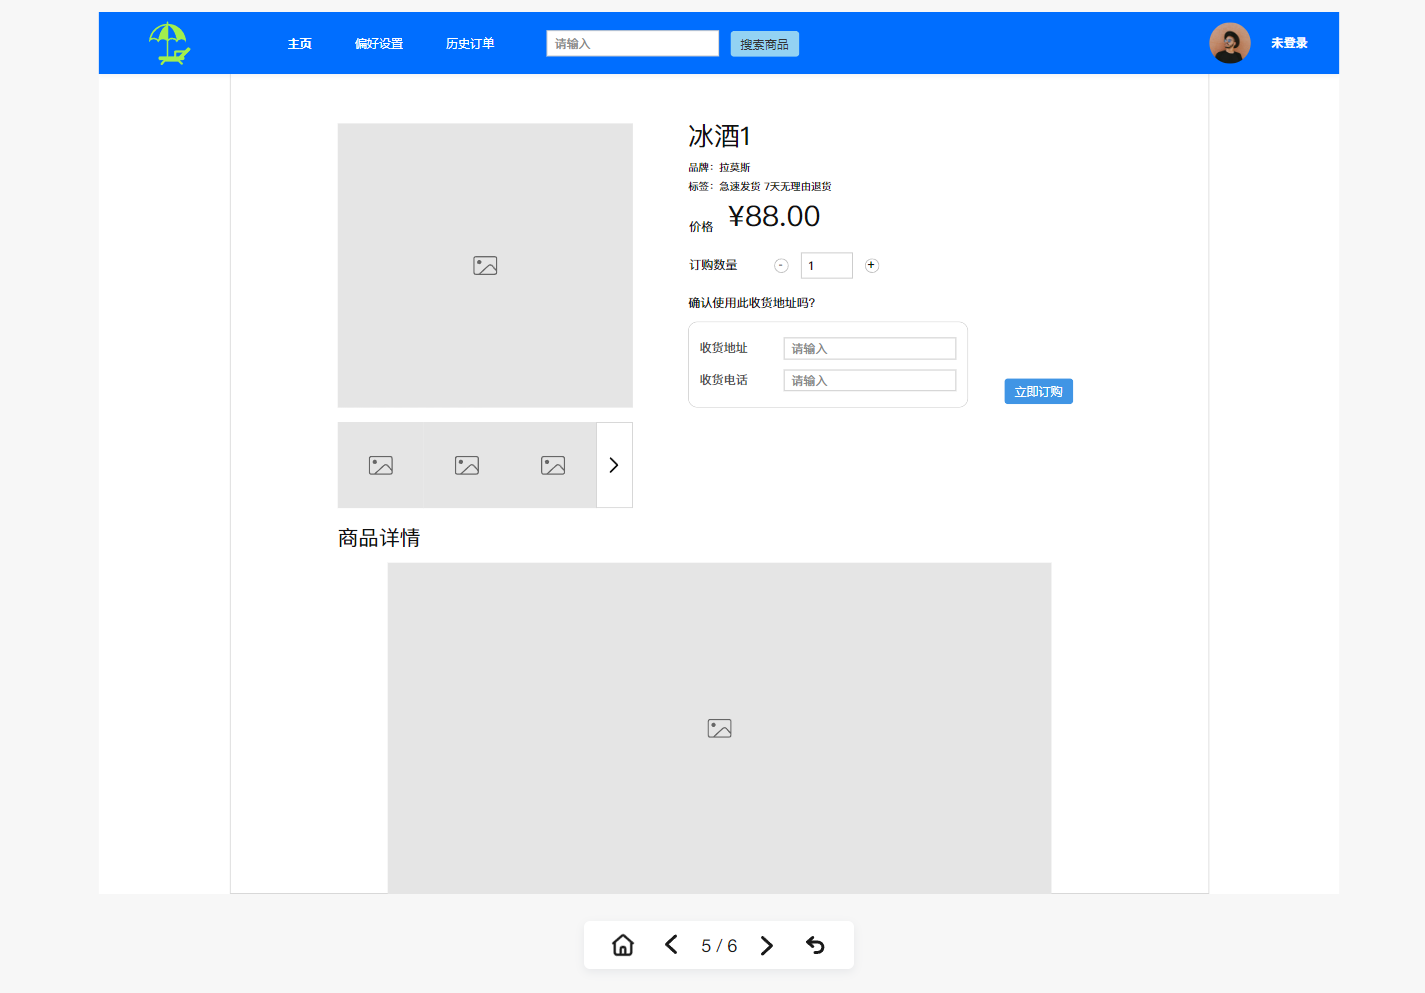 主页 偏好设置 历史订单 请输入 搜索商品 未登录
冰酒1
品牌：拉莫斯
标签：急速发货 7天无理由退货
价格 ¥88.00
订购数量 - 1 +
确认使用此收货地址吗？
收货地址 请输入
收货电话 请输入
立即订购
商品详情
5 / 6